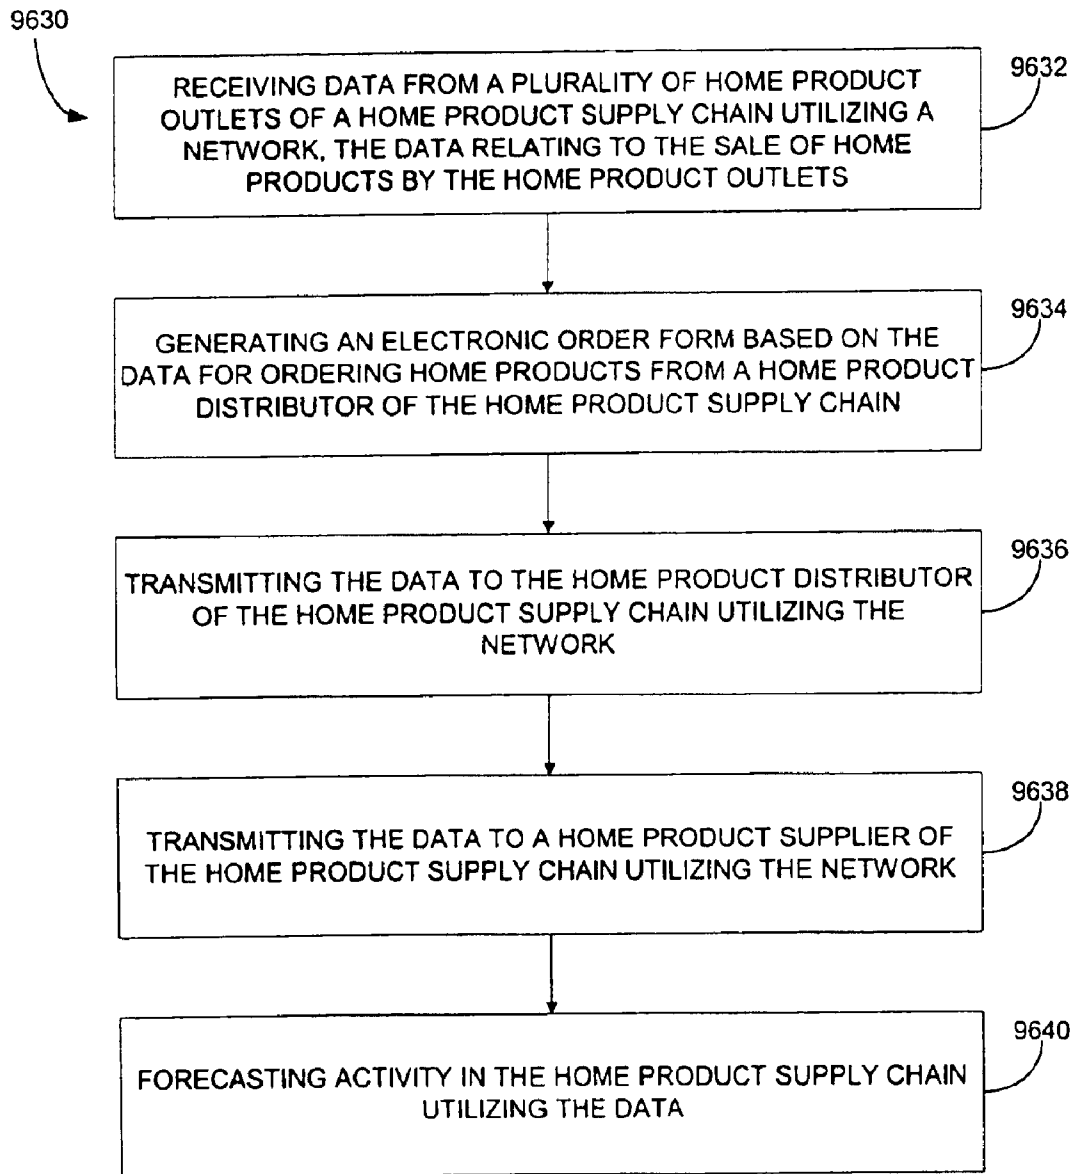 9630
RECEIVING DATA FROM A PLURALITY OF HOME PRODUCT
OUTLETS OF A HOME PRODUCT SUPPLY CHAIN UTILIZING A
NETWORK, THE DATA RELATING TO THE SALE OF HOME
PRODUCTS BY THE HOME PRODUCT OUTLETS
9632
GENERATING AN ELECTRONIC ORDER FORM BASED ON THE
DATA FOR ORDERING HOME PRODUCTS FROM A HOME PRODUCT
DISTRIBUTOR OF THE HOME PRODUCT SUPPLY CHAIN
9634
TRANSMITTING THE DATA TO THE HOME PRODUCT DISTRIBUTOR
OF THE HOME PRODUCT SUPPLY CHAIN UTILIZING THE
NETWORK
9636
TRANSMITTING THE DATA TO A HOME PRODUCT SUPPLIER OF
THE HOME PRODUCT SUPPLY CHAIN UTILIZING THE NETWORK
9638
FORECASTING ACTIVITY IN THE HOME PRODUCT SUPPLY CHAIN
UTILIZING THE DATA
9640